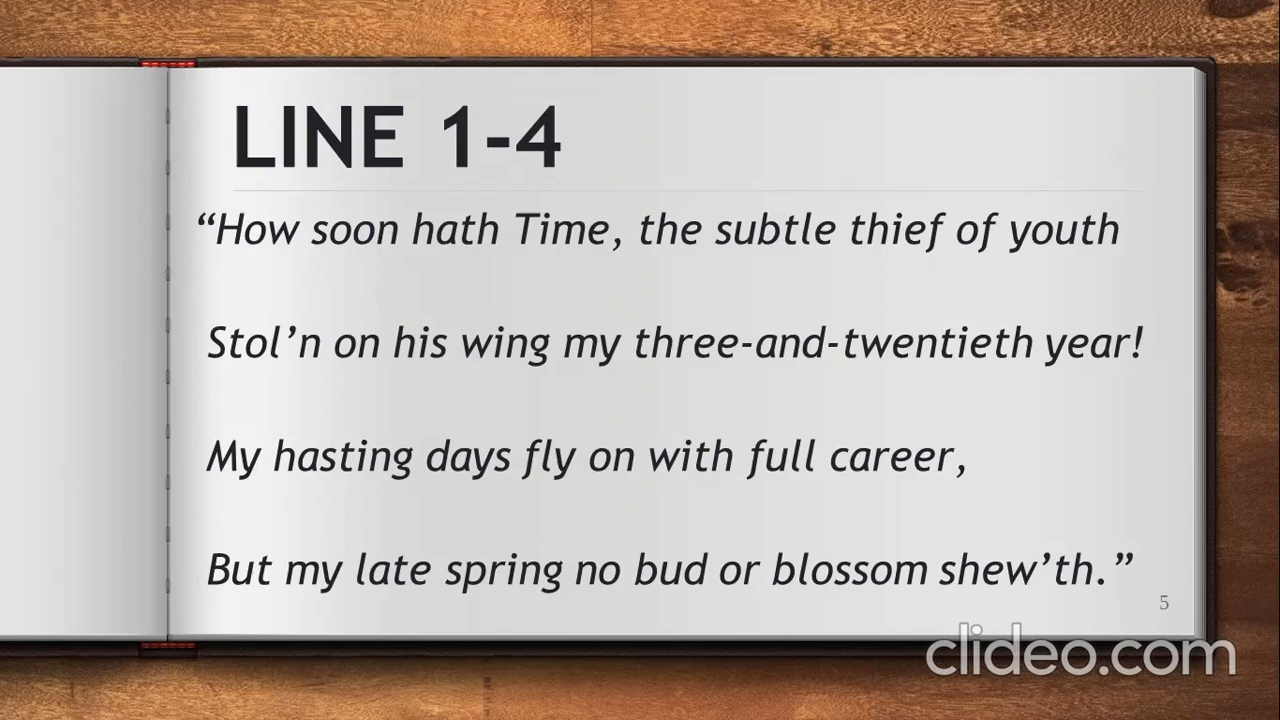 LINE 1-4
“How soon hath Time, the subtle thief of youth
Stol’n on his wing my three-and-twentieth year!
My hasting days fly on with full career,
But my late spring no bud or blossom shew’th.”
5
clideo.com